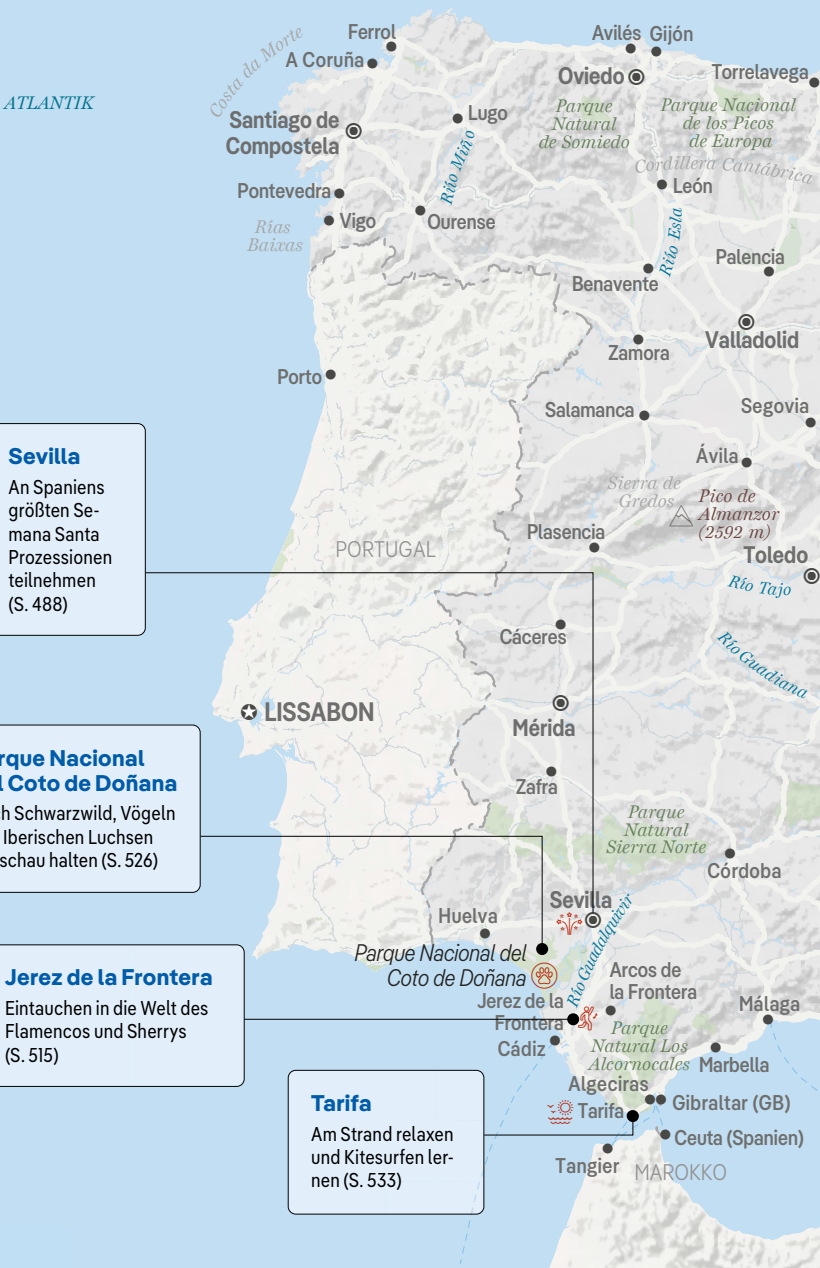 Ferrol
A Coruña
Costa da Morte
Avilés
Gijón
Oviedo
Torrelavega
ATLANTIK
Santiago de
Compostela
Lugo
Parque
Natural
de Somiedo
Parque Nacional
de los Picos
de Europa
Cordillera Cantábrica
Ríío Miño
León
Pontevedra
Vigo
Ourense
Rías
Baixas
Ríío Esla
Palencia
Benavente
Valladolid
Zamora
Porto
Salamanca
Segovia
Ávila
Sevilla
An Spaniens
größten Se-
mana Santa
Prozessionen
teilnehmen
(S. 488)
Sierra de
Gredos
Pico de
Almanzor
(2592 m)
Plasencia
PORTUGAL
Toledo
Río Tajo
Cáceres
Río Guadiana
LISSABON
Mérida
Zafra
rque Nacional
l Coto de Doñana
ch Schwarzwild, Vögeln
Iberischen Luchsen
schau halten (S. 526)
Parque
Natural
Sierra Norte
Córdoba
Sevilla
Huelva
Río Guadalquivir
Parque Nacional del
Coto de Doñana
Jerez de la Frontera
Eintauchen in die Welt des
Flamencos und Sherrys
(S. 515)
Arcos de
la Frontera
Jerez de la
Frontera
Cádiz
Parque
Natural Los
Alcornocales
Málaga
Marbella
Algeciras
Tarifa
Gibraltar (GB)
Ceuta (Spanien)
Tangier
MAROKKO
Tarifa
Am Strand relaxen
und Kitesurfen ler-
nen (S. 533)